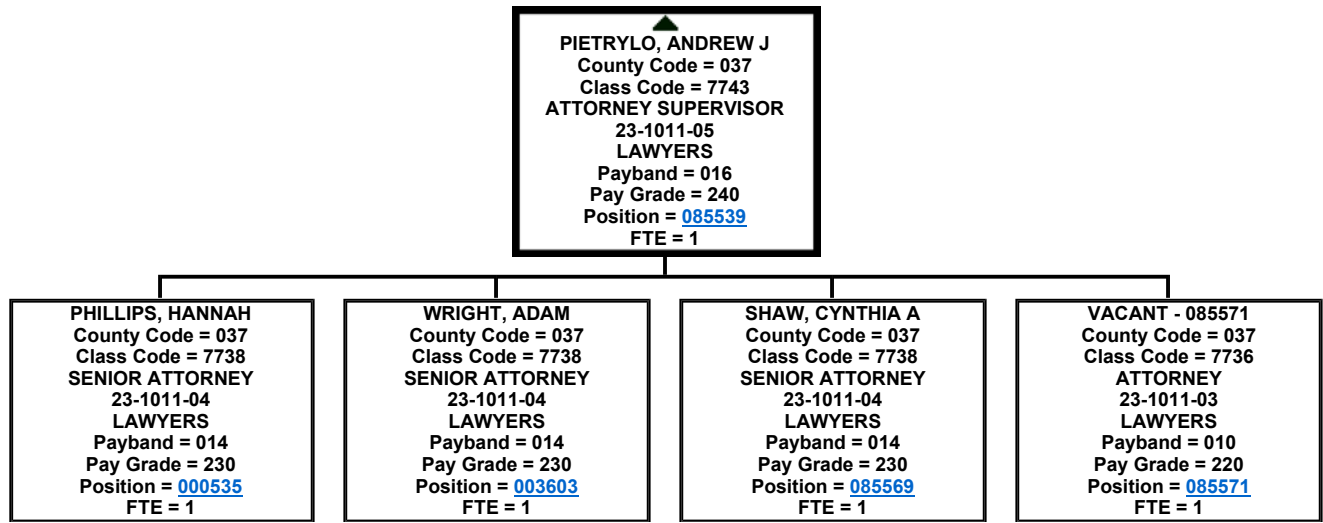 PIETRYLO, ANDREW J
County Code = 037
Class Code = 7743
ATTORNEY SUPERVISOR
23-1011-05
LAWYERS
Payband = 016
Pay Grade = 240
Position = 085539
FTE = 1
PHILLIPS, HANNAH
County Code = 037
Class Code = 7738
SENIOR ATTORNEY
23-1011-04
LAWYERS
Payband = 014
Pay Grade = 230
Position = 000535
FTE = 1
WRIGHT, ADAM
County Code = 037
Class Code = 7738
SENIOR ATTORNEY
23-1011-04
LAWYERS
Payband = 014
Pay Grade = 230
Position = 003603
FTE = 1
SHAW, CYNTHIA A
County Code = 037
Class Code = 7738
SENIOR ATTORNEY
23-1011-04
LAWYERS
Payband = 014
Pay Grade = 230
Position = 085569
FTE = 1
VACANT - 085571
County Code = 037
Class Code = 7736
ATTORNEY
23-1011-03
LAWYERS
Payband = 010
Pay Grade = 220
Position = 085571
FTE = 1